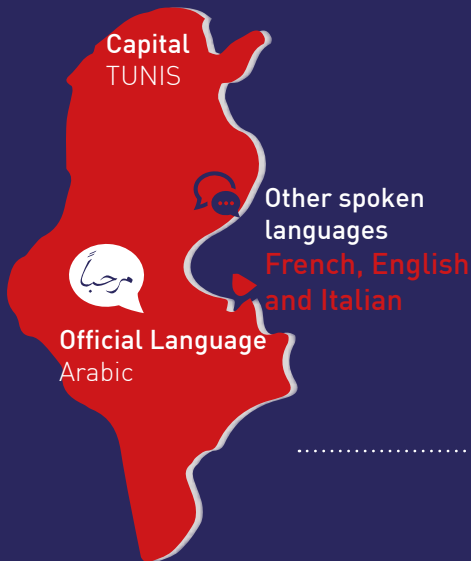 Capital
TUNIS
Other spoken
languages
French, English
and Italian
مرحباً
Official Language
Arabic